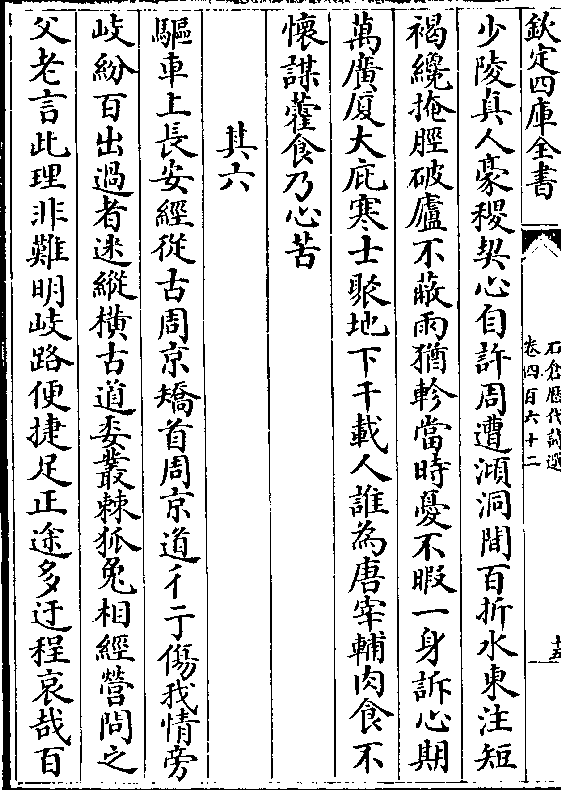 欽定四庫全書
石倉歷代詩選
卷四百六十二
十五
少陵真人豪稷契心自許周遭澒洞間百折水東注短
褐纔掩脛破廬不蔽雨猶軫當時憂不暇一身訴心期
萬廣廈大庇寒士聚地下千載人誰為唐宰輔肉食不
懷謀藿食乃心苦
其六
驅車上長安經從古周京矯首周京道彳亍傷我情旁
岐紛百出過者迷縱橫古道委叢棘狐兔相經營問之
父老言此理非難明岐路便捷足正途多迂程哀哉百